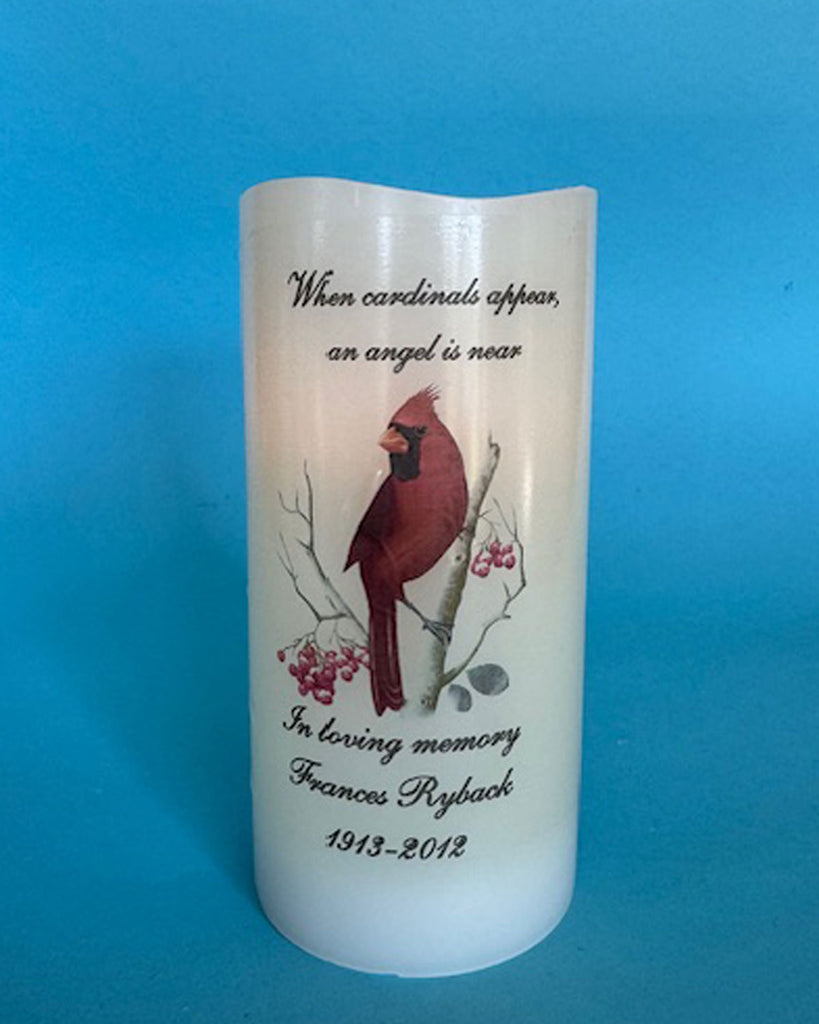 When cardinals appear,
an angel is near
In loving memory
Frances Ryback
1913-2012